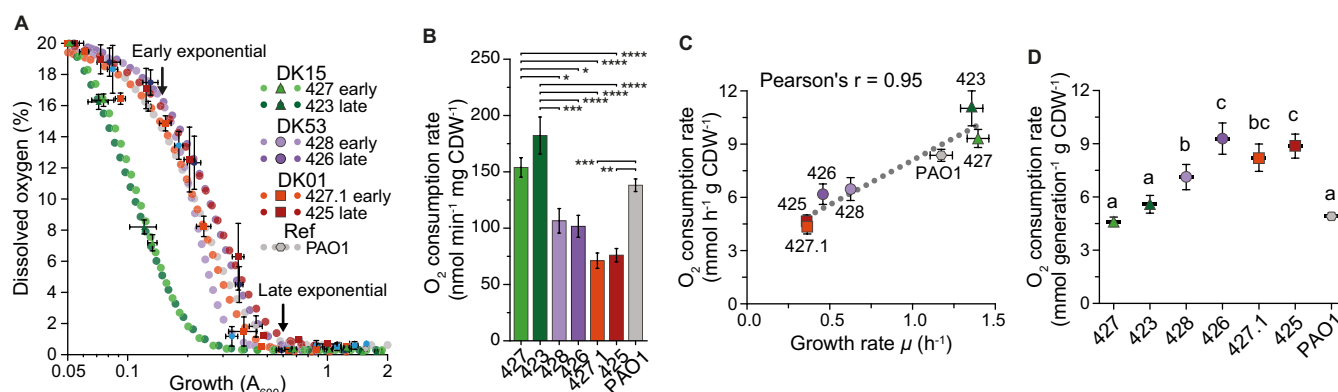 A
Dissolved oxygen (%)
20
18
16
14
12
10
8
6
4
2
0
0.05
0.1
1
2
Growth (A₆₀₀)
Early exponential
Late exponential
DK15
427 early
423 late
DK53
428 early
426 late
DK01
427.1 early
425 late
Ref
PAO1
B
O₂ consumption rate
(nmol min⁻¹ mg CDW⁻¹)
250
200
150
100
50
0
****
****
*
*
****
****
****
***
***
**
427
423
428
426
427.1
425
PAO1
C
Pearson's r = 0.95
O₂ consumption rate
(mmol h⁻¹ g CDW⁻¹)
15
12
9
6
3
0
0.0
0.5
1.0
1.5
Growth rate μ (h⁻¹)
423
427
PAO1
426
428
425
427.1
D
O₂ consumption rate
(mmol generation⁻¹ g CDW⁻¹)
15
12
9
6
3
0
a
a
b
c
bc
c
a
427
423
428
426
427.1
425
PAO1